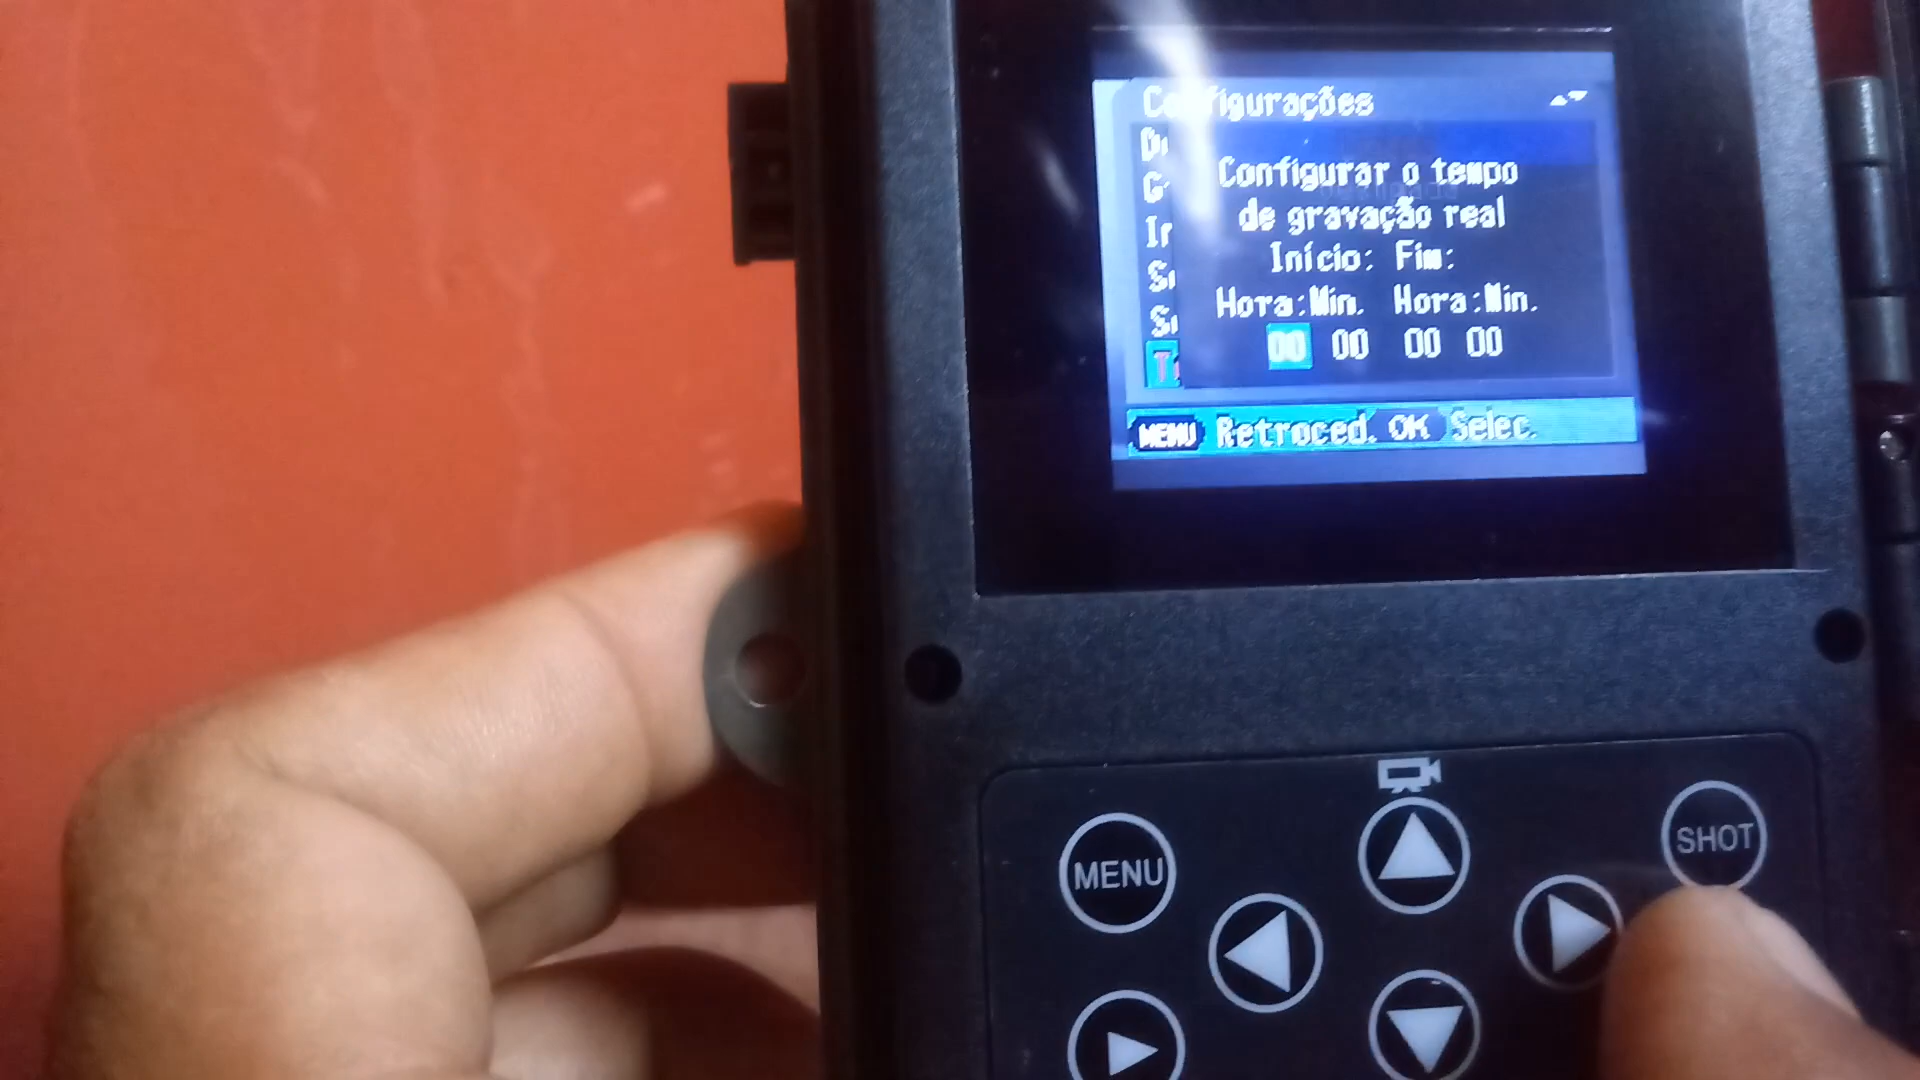 Configurações
Configurar o tempo
de gravação real
Início: Fim:
Hora:Min. Hora:Min.
00 00 00 00
MENU Retroced. OK Selec.
MENU
SHOT